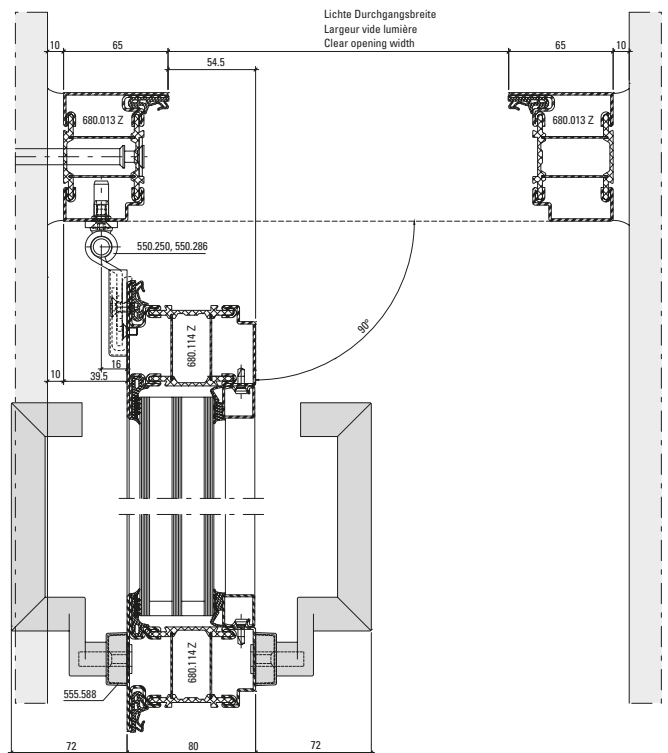 Lichte Durchgangsbreite
Largeur vide lumière
Clear opening width
10
65
65
10
54.5
680.013 Z
680.013 Z
550.250, 550.286
90°
680.114 Z
16
10
39.5
680.114 Z
555.588
72
80
72